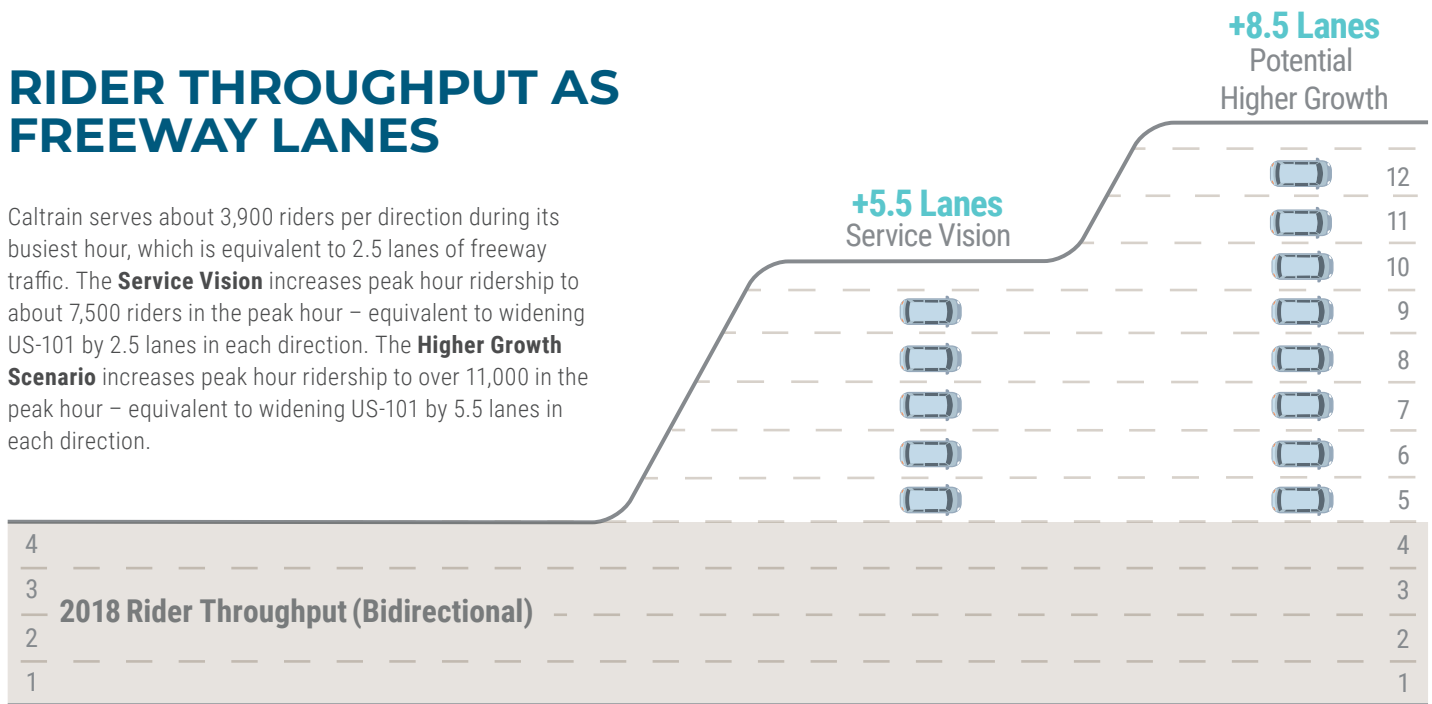 RIDER THROUGHPUT AS
FREEWAY LANES
Caltrain serves about 3,900 riders per direction during its
busiest hour, which is equivalent to 2.5 lanes of freeway
traffic. The Service Vision increases peak hour ridership to
about 7,500 riders in the peak hour – equivalent to widening
US-101 by 2.5 lanes in each direction. The Higher Growth
Scenario increases peak hour ridership to over 11,000 in the
peak hour – equivalent to widening US-101 by 5.5 lanes in
each direction.
+5.5 Lanes
Service Vision
+8.5 Lanes
Potential
Higher Growth
12
11
10
9
8
7
6
5
4
3
2
1
4
3
2
1
2018 Rider Throughput (Bidirectional)